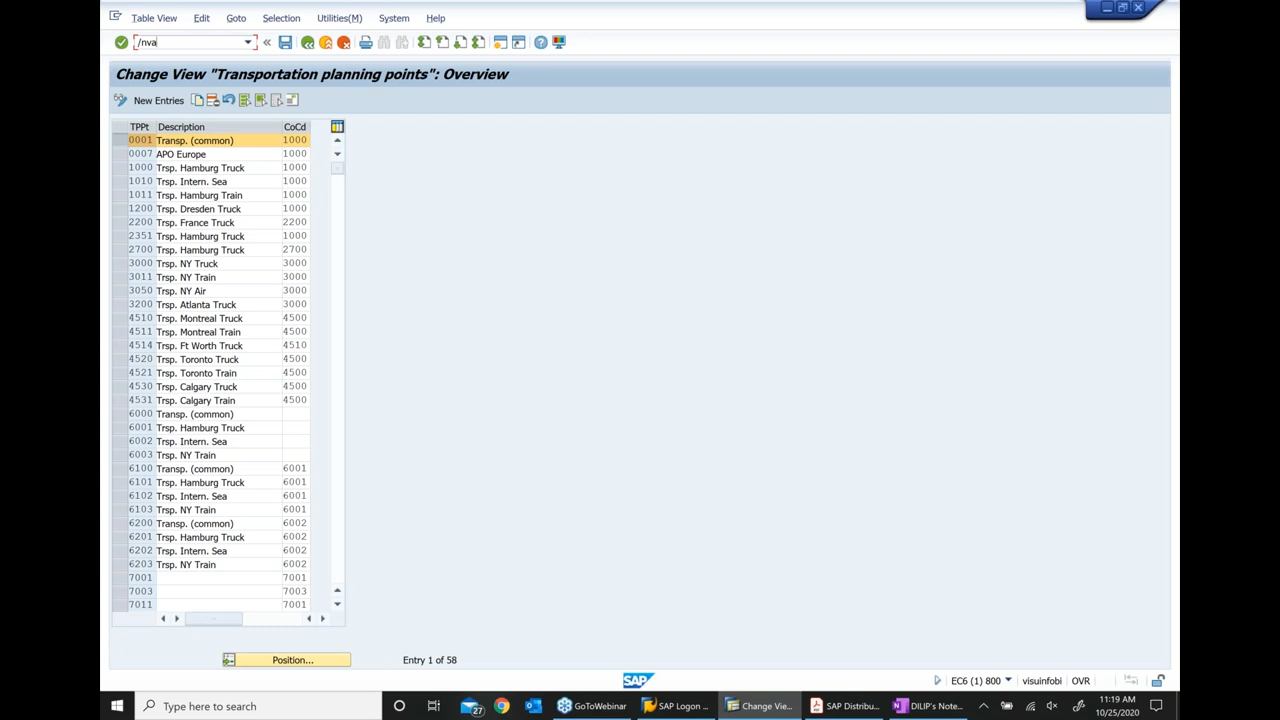 Table View Edit Goto Selection Utilities(M) System Help
/nva
Change View "Transportation planning points": Overview
New Entries
TPPt Description CoCd
0001 Transp. (common) 1000
0007 APO Europe 1000
1000 Trsp. Hamburg Truck 1000
1010 Trsp. Intern. Sea 1000
1011 Trsp. Hamburg Train 1000
1200 Trsp. Dresden Truck 1000
2200 Trsp. France Truck 2200
2351 Trsp. Hamburg Truck 1000
2700 Trsp. Hamburg Truck 2700
3000 Trsp. NY Truck 3000
3011 Trsp. NY Train 3000
3050 Trsp. NY Air 3000
3200 Trsp. Atlanta Truck 3000
4510 Trsp. Montreal Truck 4500
4511 Trsp. Montreal Train 4500
4514 Trsp. Ft Worth Truck 4510
4520 Trsp. Toronto Truck 4500
4521 Trsp. Toronto Train 4500
4530 Trsp. Calgary Truck 4500
4531 Trsp. Calgary Train 4500
6000 Transp. (common)
6001 Trsp. Hamburg Truck
6002 Trsp. Intern. Sea
6003 Trsp. NY Train
6100 Transp. (common) 6001
6101 Trsp. Hamburg Truck 6001
6102 Trsp. Intern. Sea 6001
6103 Trsp. NY Train 6001
6200 Transp. (common) 6002
6201 Trsp. Hamburg Truck 6002
6202 Trsp. Intern. Sea 6002
6203 Trsp. NY Train 6002
7001 7001
7003 7003
7011 7001
Position... Entry 1 of 58
SAP EC6 (1) 800 visuinfobi OVR
Type here to search 27 GoToWebinar SAP Logon ... Change Vie... SAP Distribu... DILIP's Note... 11:19 AM
10/25/2020